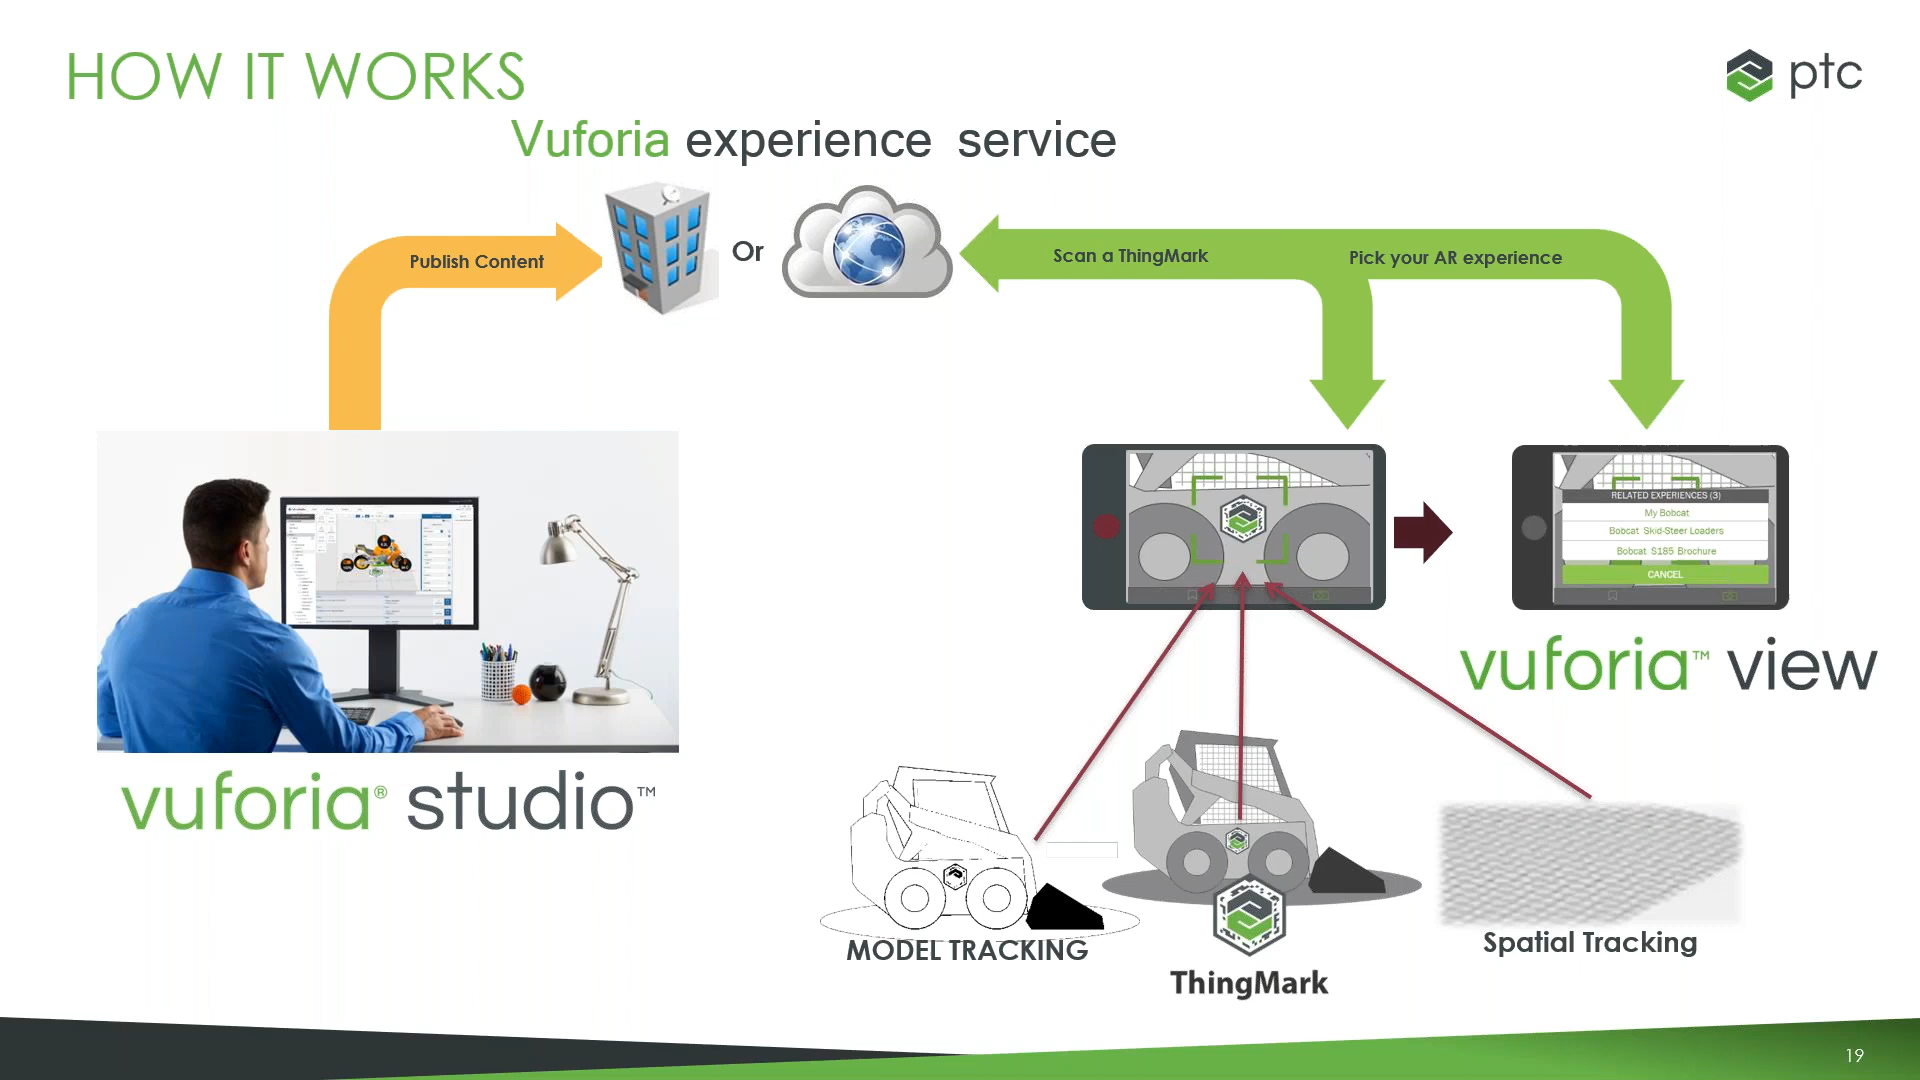 HOW IT WORKS
ptc
Vuforia experience service
Publish Content
Or
Scan a ThingMark
Pick your AR experience
RELATED EXPERIENCES (3)
My Bobcat
Bobcat Skid-Steer Loaders
Bobcat S185 Brochure
CANCEL
vuforia™ view
vuforia® studio™
MODEL TRACKING
ThingMark
Spatial Tracking
19